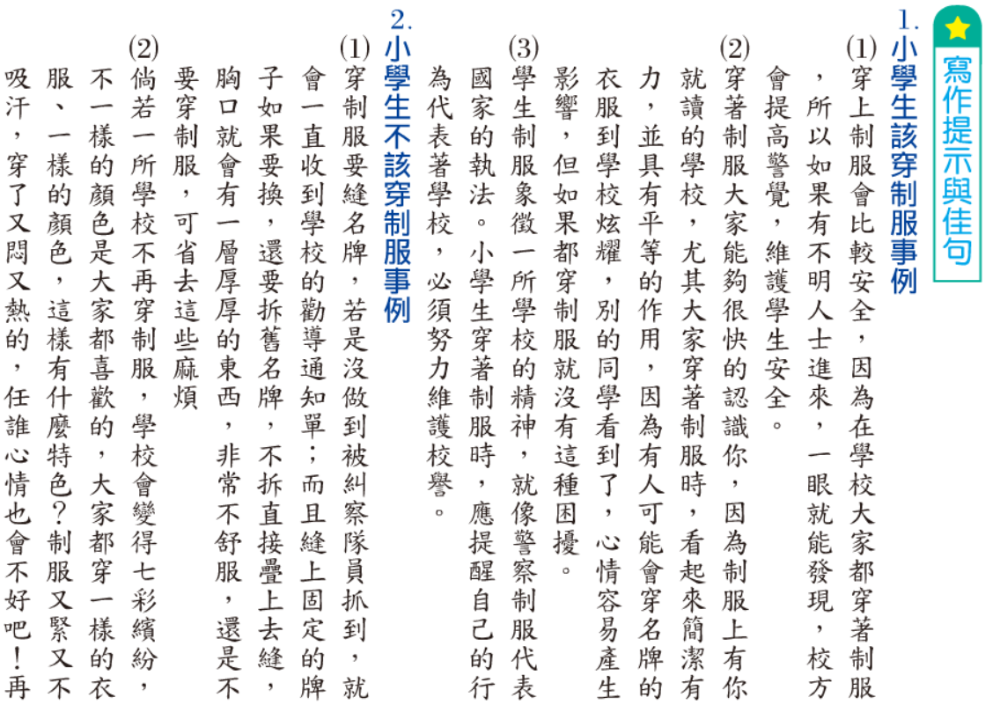 寫作提示與佳句
1.小學生該穿制服事例
(1)穿上制服會比較安全，因為在學校大家都穿著制服
，所以如果有不明人士進來，一眼就能發現，校方
會提高警覺，維護學生安全。
(2)穿著制服大家能夠很快的認識你，因為制服上有你
就讀的學校，尤其大家穿著制服時，看起來簡潔有
力，並具有平等的作用，因為有人可能會穿名牌的
衣服到學校炫耀，別的同學看到了，心情容易產生
影響，但如果都穿制服就沒有這種困擾。
(3)學生制服象徵一所學校的精神，就像警察制服代表
國家的執法。小學生穿著制服時，應提醒自己的行
為代表著學校，必須努力維護校譽。
2.小學生不該穿制服事例
(1)穿制服要縫名牌，若是沒做到被糾察隊員抓到，就
會一直收到學校的勸導通知單；而且縫上固定的牌
子如果要換，還要拆舊名牌，不拆直接疊上去縫，
胸口就會有一層厚厚的東西，非常不舒服，還是不
要穿制服，可省去這些麻煩
(2)倘若一所學校不再穿制服，學校會變得七彩繽紛，
不一樣的顏色是大家都喜歡的，大家都穿一樣的衣
服、一樣的顏色，這樣有什麼特色？制服又緊又不
吸汗，穿了又悶又熱的，任誰心情也會不好吧！再